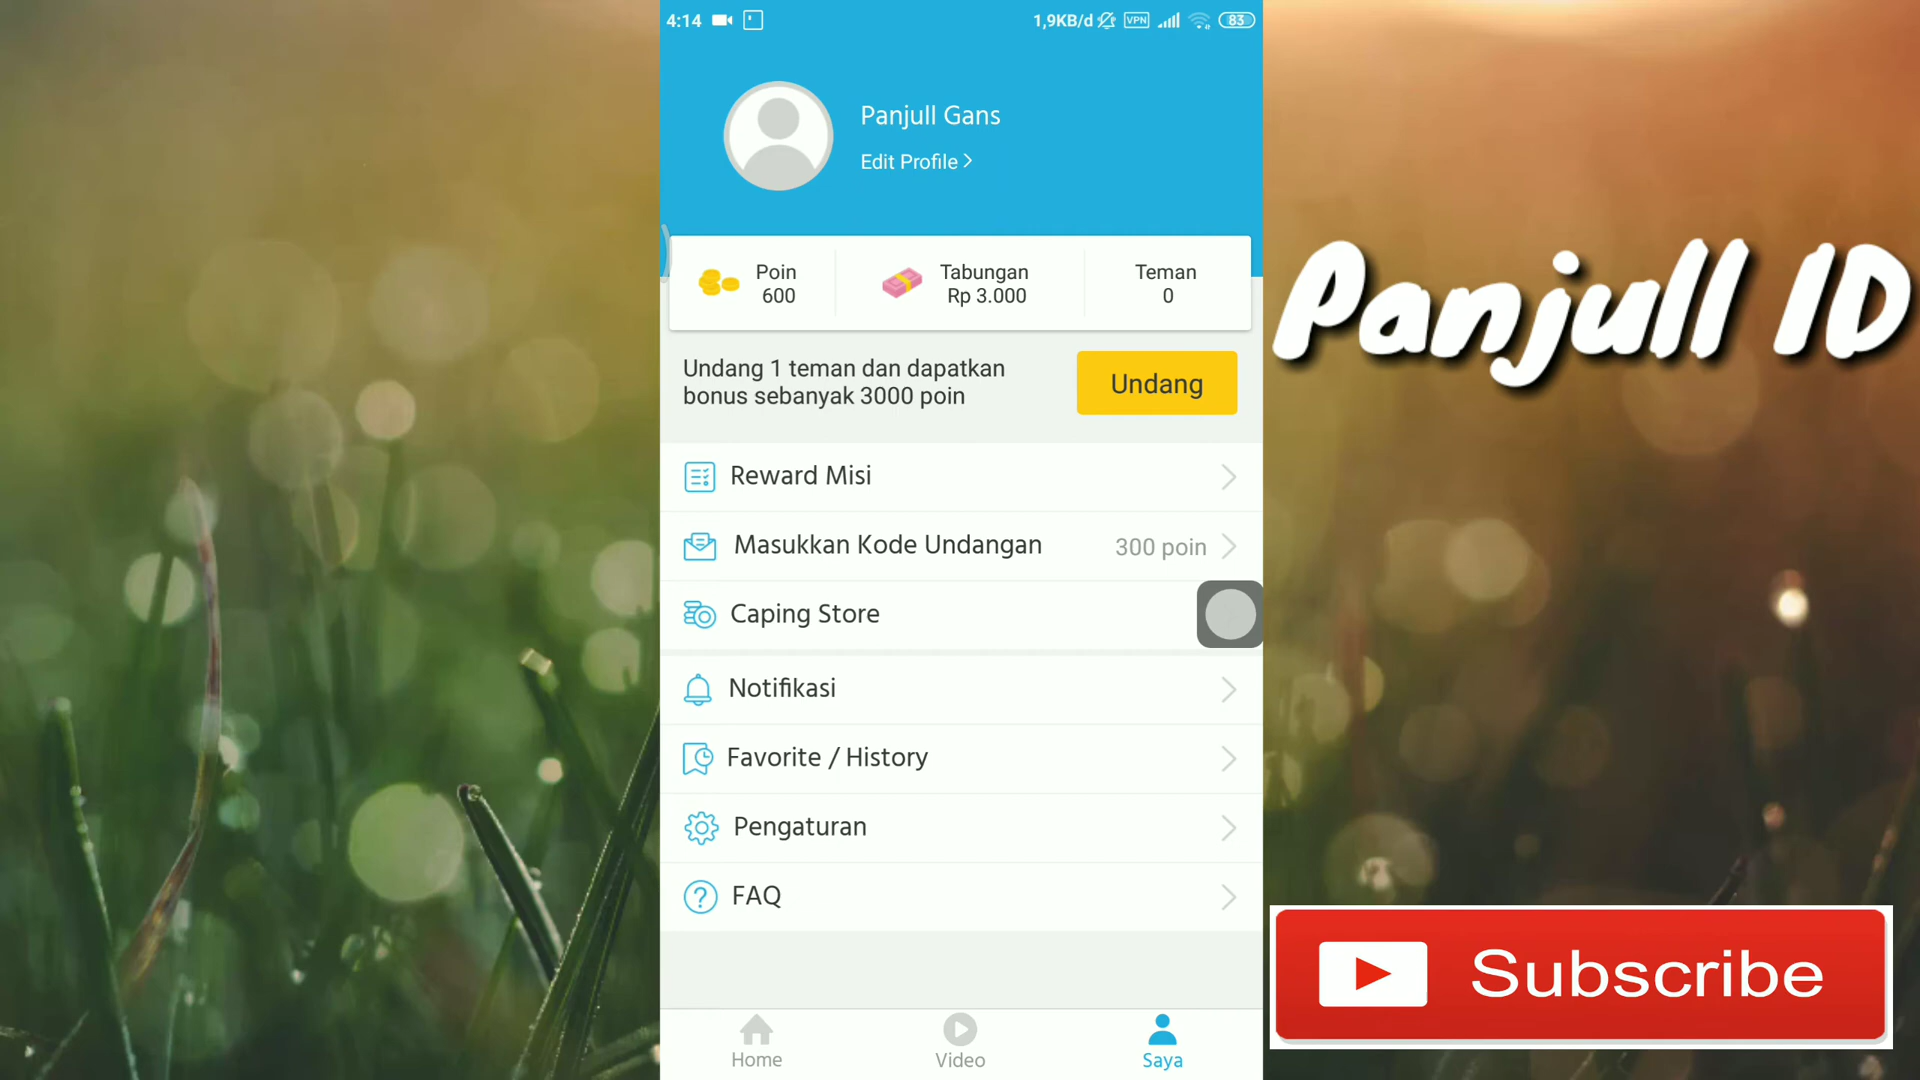 4:14
1,9KB/d VPN 83
Panjull Gans
Edit Profile >
Poin
600
Tabungan
Rp 3.000
Teman
0
Undang 1 teman dan dapatkan
bonus sebanyak 3000 poin
Undang
Reward Misi
Masukkan Kode Undangan 300 poin
Caping Store
Notifikasi
Favorite / History
Pengaturan
FAQ
Home
Video
Saya
Panjull ID
Subscribe